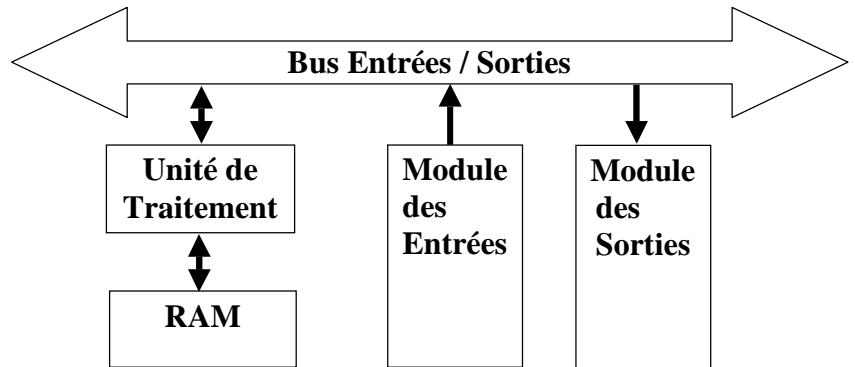 Bus Entrées / Sorties
Unité de
Traitement
RAM
Module
des
Entrées
Module
des
Sorties